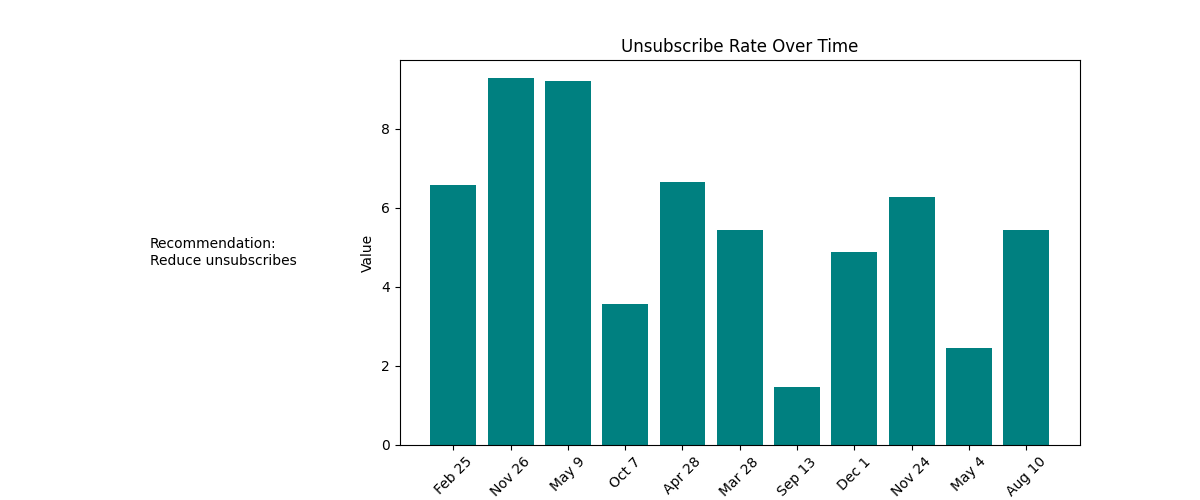 Unsubscribe Rate Over Time
Recommendation:
Reduce unsubscribes
Value
8
6
4
2
0
Feb 25
Nov 26
May 9
Oct 7
Apr 28
Mar 28
Sep 13
Dec 1
Nov 24
May 4
Aug 10